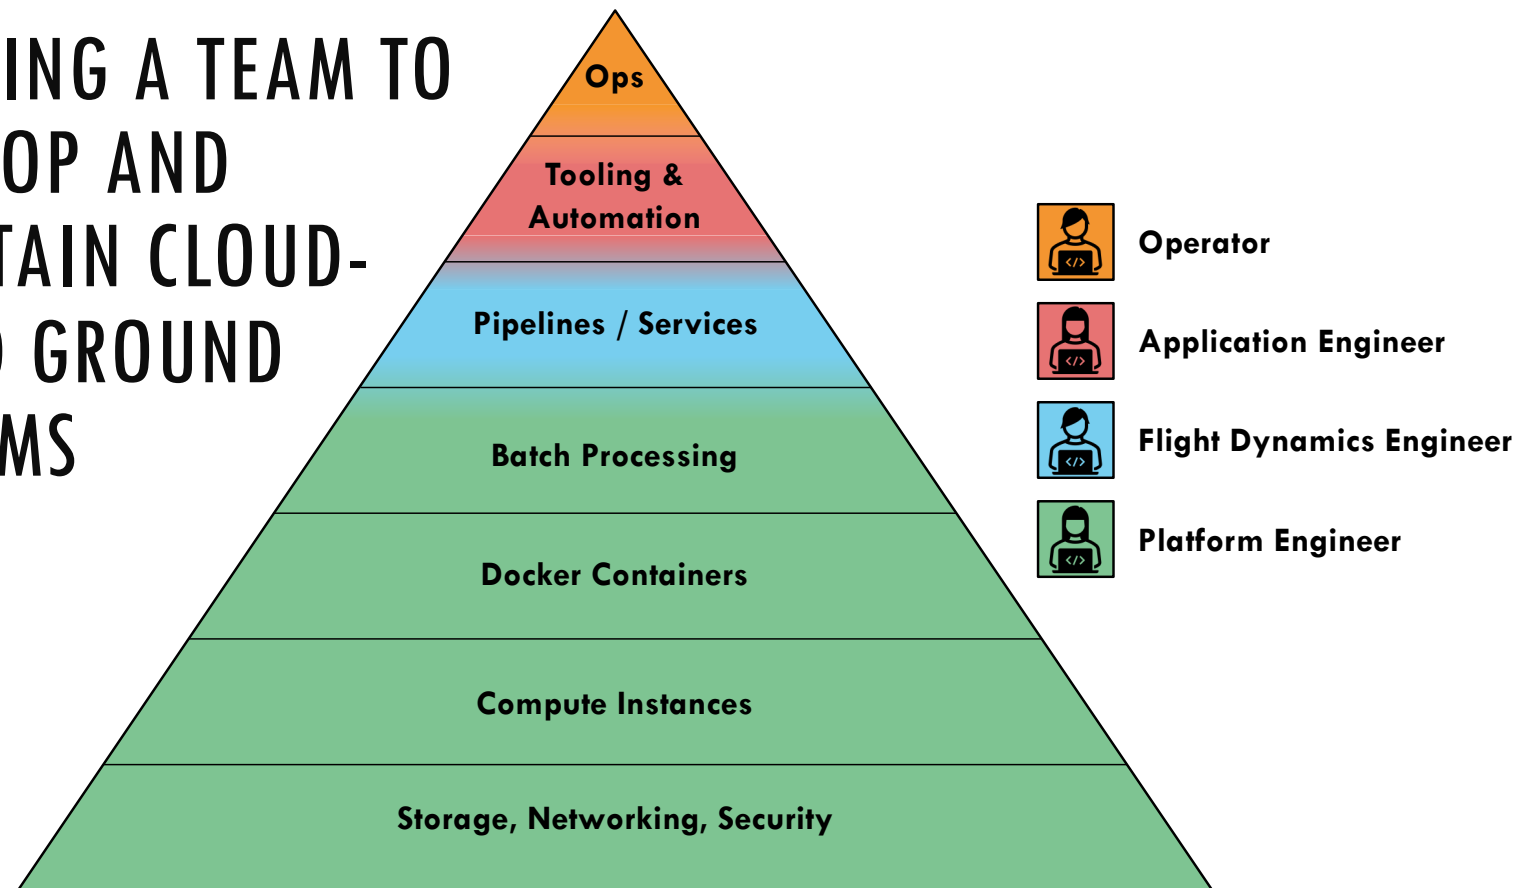 ING A TEAM TO
OP AND
TAIN CLOUD-
GROUND
MS
Ops
Tooling &
Automation
Pipelines / Services
Batch Processing
Docker Containers
Compute Instances
Storage, Networking, Security
Operator
Application Engineer
Flight Dynamics Engineer
Platform Engineer